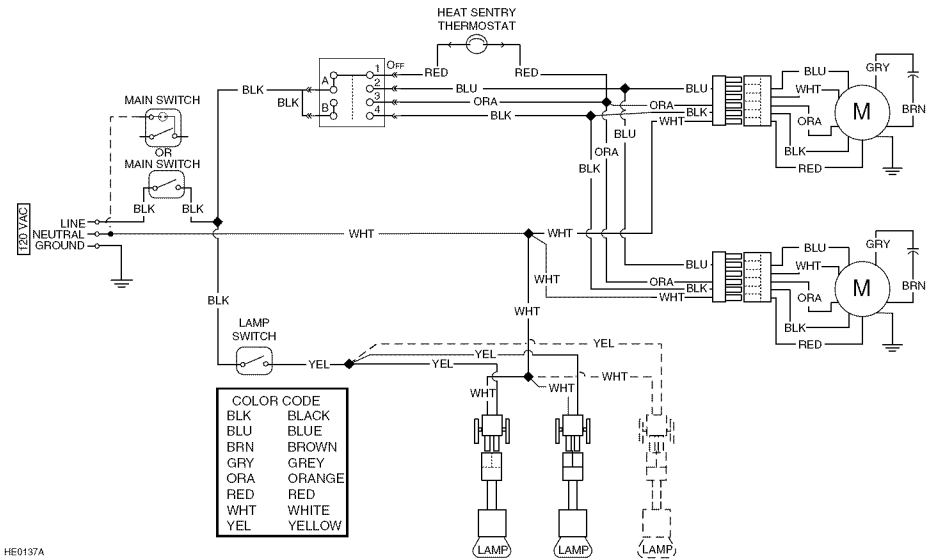 HEAT SENTRY
THERMOSTAT
OFF
1
RED
RED
A
2
BLU
BLU
BLK
BLK
3
ORA
ORA
B
4
BLK
BLK
WHT
BLU
WHT
ORA
BLK
RED
GRY
M
BRN
MAIN SWITCH
OR
MAIN SWITCH
BLK
BLK
BLU
ORA
BLK
120 VAC
LINE
NEUTRAL
GROUND
WHT
WHT
WHT
BLU
ORA
BLK
WHT
BLU
WHT
ORA
BLK
RED
GRY
M
BRN
BLK
WHT
LAMP
SWITCH
YEL
YEL
YEL
YEL
WHT
WHT
WHT
COLOR CODE
BLK BLACK
BLU BLUE
BRN BROWN
GRY GREY
ORA ORANGE
RED RED
WHT WHITE
YEL YELLOW
LAMP
LAMP
LAMP
HE0137A